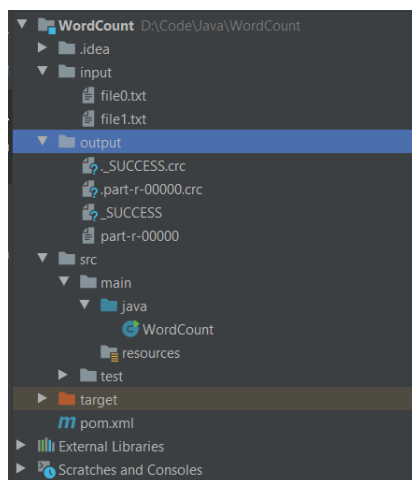 WordCount D:\Code\Java\WordCount
.idea
input
file0.txt
file1.txt
output
._SUCCESS.crc
.part-r-00000.crc
_SUCCESS
part-r-00000
src
main
java
WordCount
resources
test
target
pom.xml
External Libraries
Scratches and Consoles